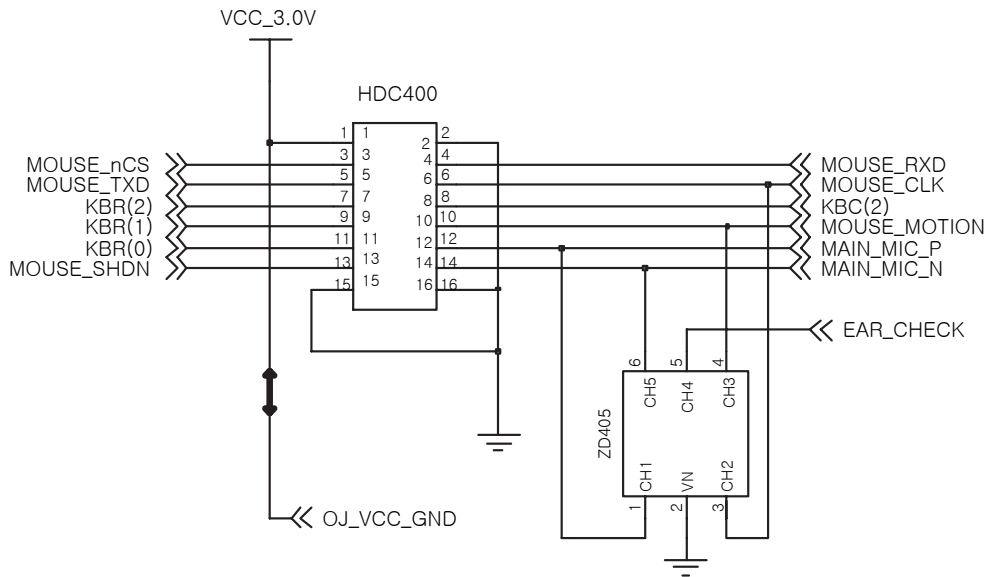 VCC_3.0V
HDC400
1 1 2 2
MOUSE_nCS 3 3 4 4 MOUSE_RXD
MOUSE_TXD 5 5 6 6 MOUSE_CLK
KBR(2) 7 7 8 8 KBC(2)
KBR(1) 9 9 10 10 MOUSE_MOTION
KBR(0) 11 11 12 12 MAIN_MIC_P
MOUSE_SHDN 13 13 14 14 MAIN_MIC_N
15 15 16 16
EAR_CHECK
6 5 4
CH5 CH4 CH3
ZD405
CH1 VN CH2
1 2 3
OJ_VCC_GND